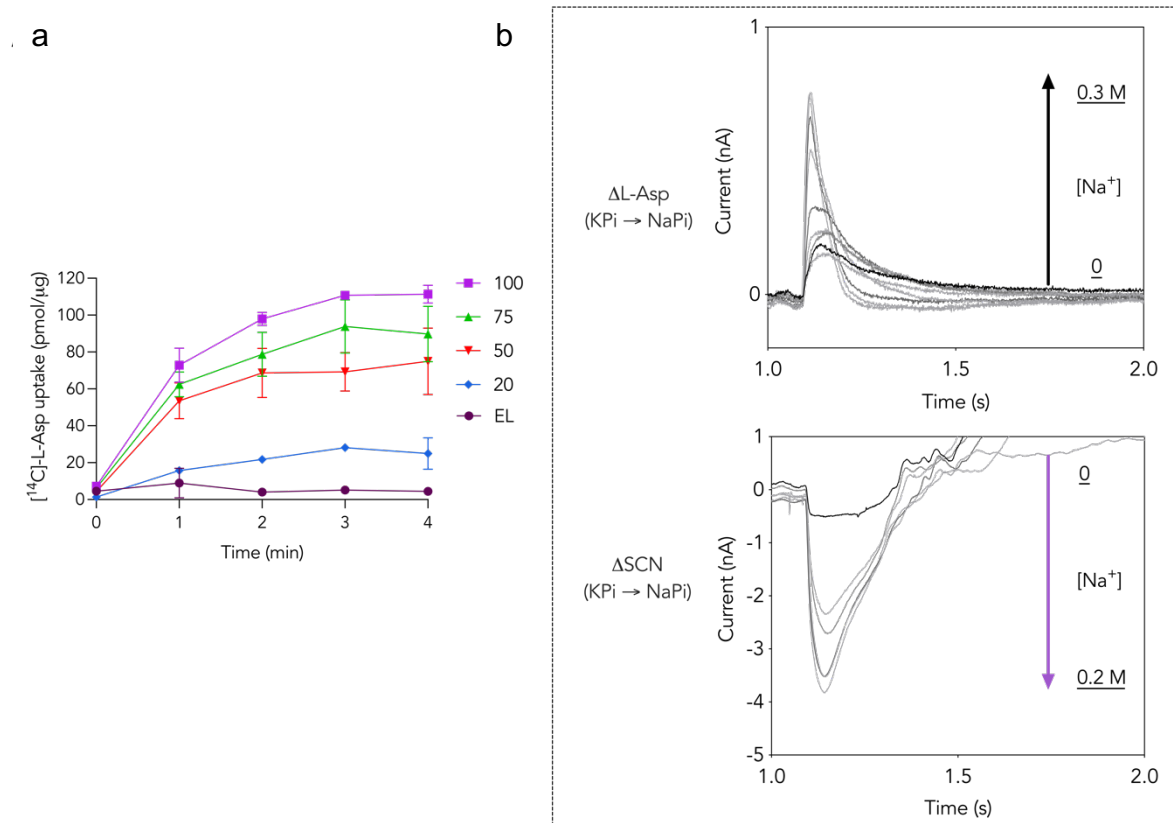 a
[¹⁴C]-L-Asp uptake (pmol/µg)
120
100
80
60
40
20
0
0 1 2 3 4
Time (min)
100
75
50
20
EL
b
ΔL-Asp
(KPi → NaPi)
Current (nA)
1
0
0.3 M
[Na⁺]
0
1.0 1.5 2.0
Time (s)
ΔSCN
(KPi → NaPi)
Current (nA)
1
0
-1
-2
-3
-4
-5
0
[Na⁺]
0.2 M
1.0 1.5 2.0
Time (s)